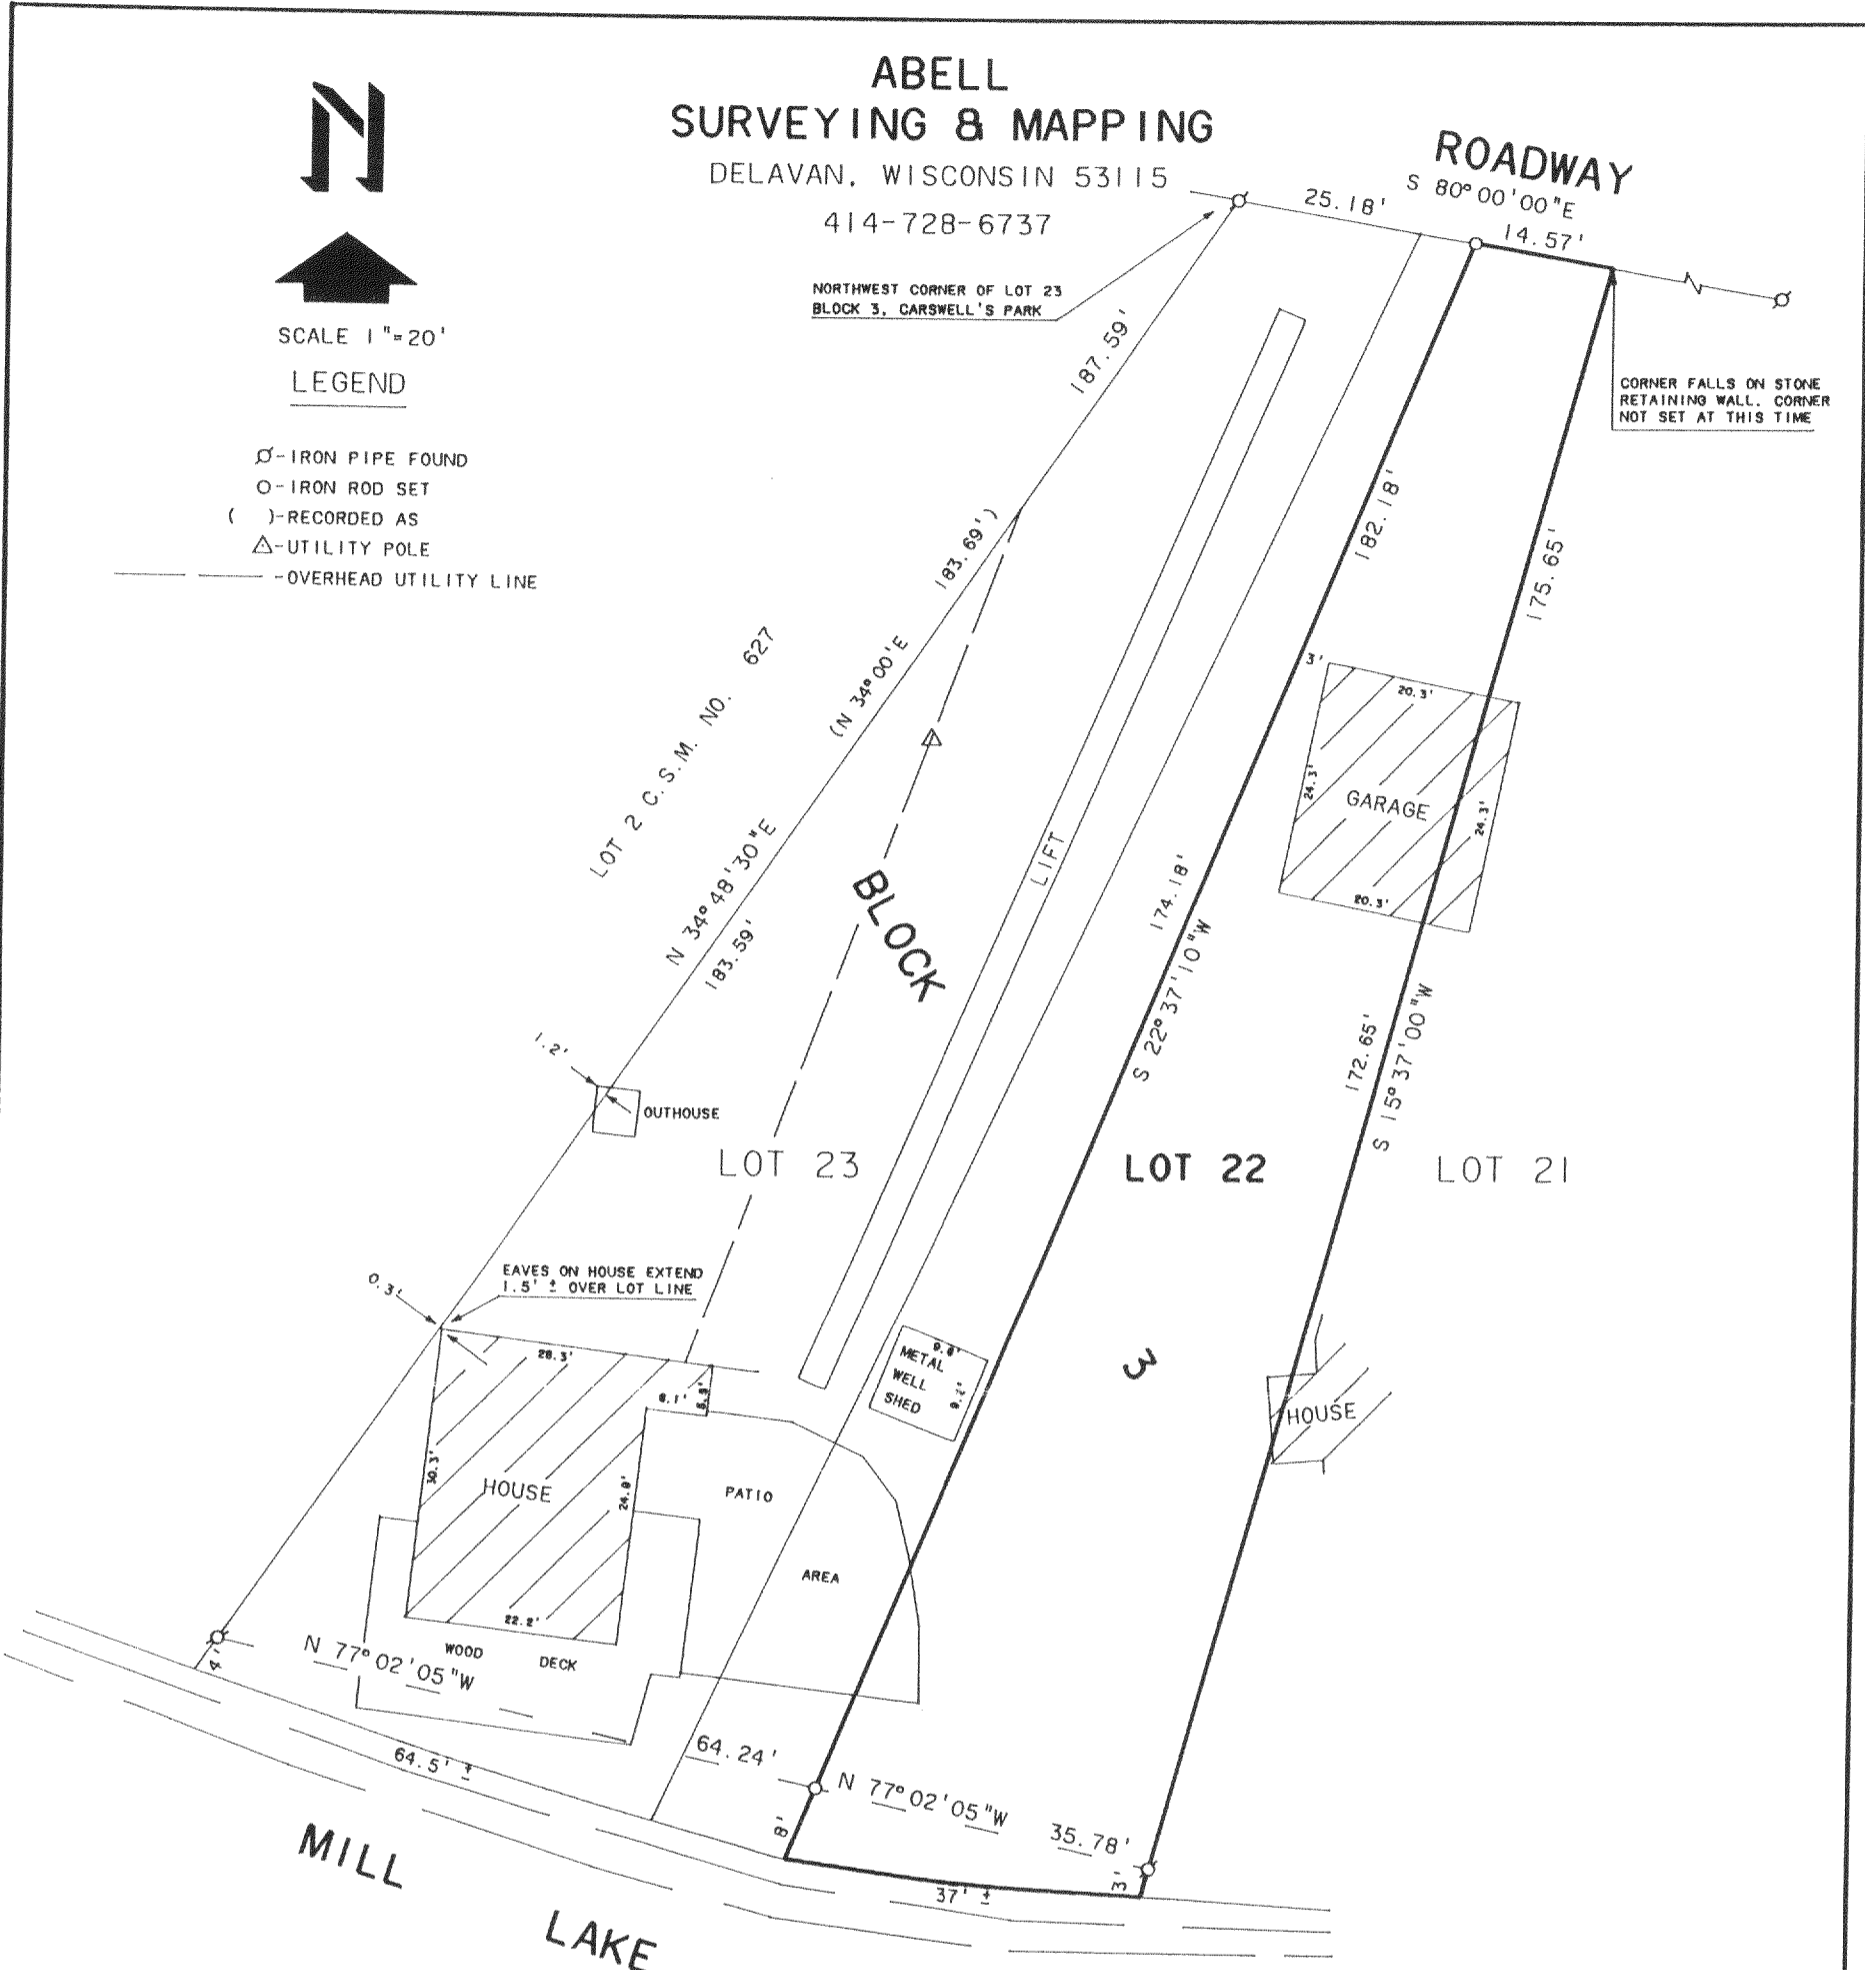 ABELL
SURVEYING & MAPPING
DELAVAN, WISCONSIN 53115
414-728-6737
N
SCALE 1"=20'
LEGEND
Ø-IRON PIPE FOUND
O-IRON ROD SET
( )-RECORDED AS
△-UTILITY POLE
-OVERHEAD UTILITY LINE
ROADWAY
S 80°00'00"E
25.18'
14.57'
NORTHWEST CORNER OF LOT 23
BLOCK 3, CARSWELL'S PARK
CORNER FALLS ON STONE
RETAINING WALL. CORNER
NOT SET AT THIS TIME
187.59'
182.18'
175.65'
(N 34°00'E 183.69')
LOT 2 C.S.M. NO. 627
N 34°48'30"E
183.59'
BLOCK
LIFT
3'
20.3'
24.3'
GARAGE
24.3'
20.3'
174.18'
S 22°37'10"W
172.65'
S 15°37'00"W
1.2'
OUTHOUSE
LOT 23
LOT 22
LOT 21
0.3'
EAVES ON HOUSE EXTEND
1.5' ± OVER LOT LINE
28.3'
30.3'
HOUSE
22.2'
METAL
WELL
SHED
3
HOUSE
PATIO
AREA
WOOD DECK
4'
N 77°02'05"W
64.24'
64.5' ±
N 77°02'05"W
35.78'
8'
3'
37' ±
MILL
LAKE